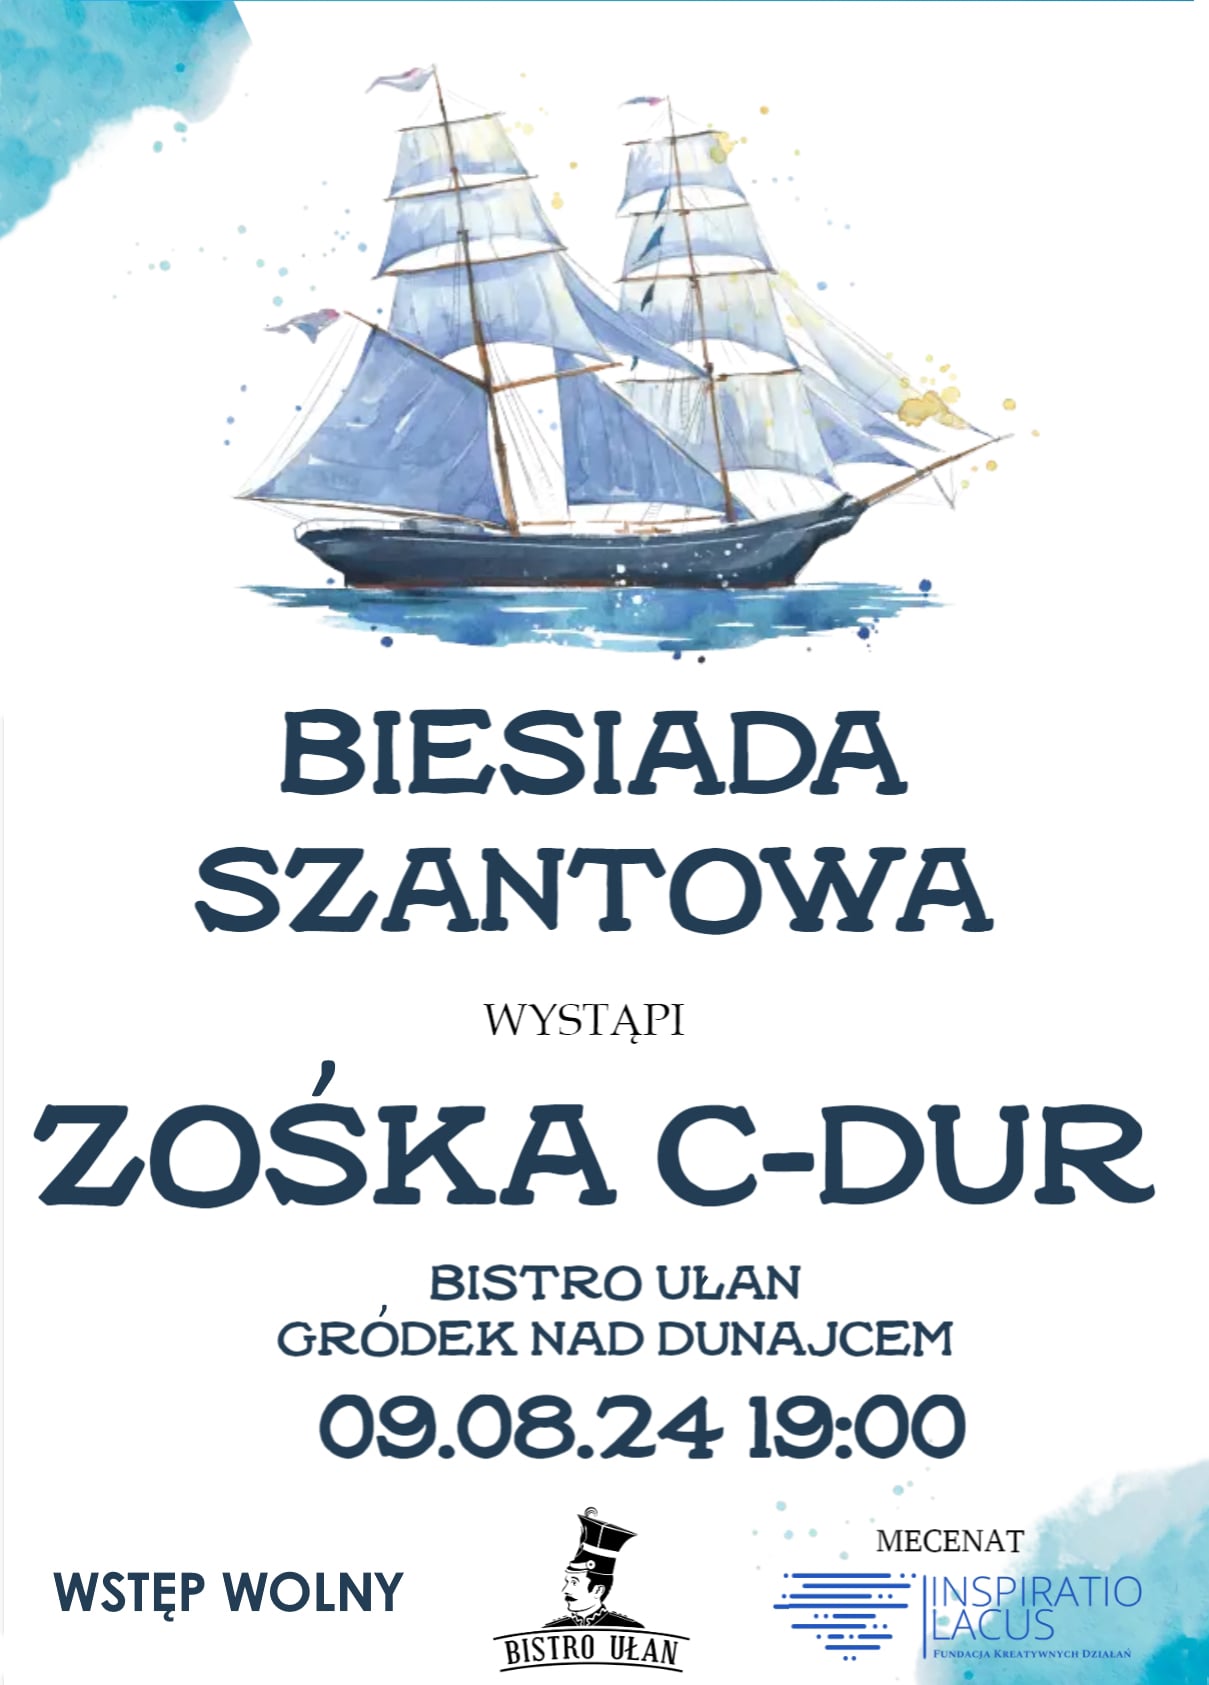 BIESIADA
SZANTOWA
WYSTĄPI
ZOŚKA C-DUR
BISTRO UŁAN
GRÓDEK NAD DUNAJCEM
09.08.24 19:00
WSTĘP WOLNY
BISTRO UŁAN
MECENAT
INSPIRATIO
LACUS
FUNDACJA KREATYWNYCH DZIAŁAŃ